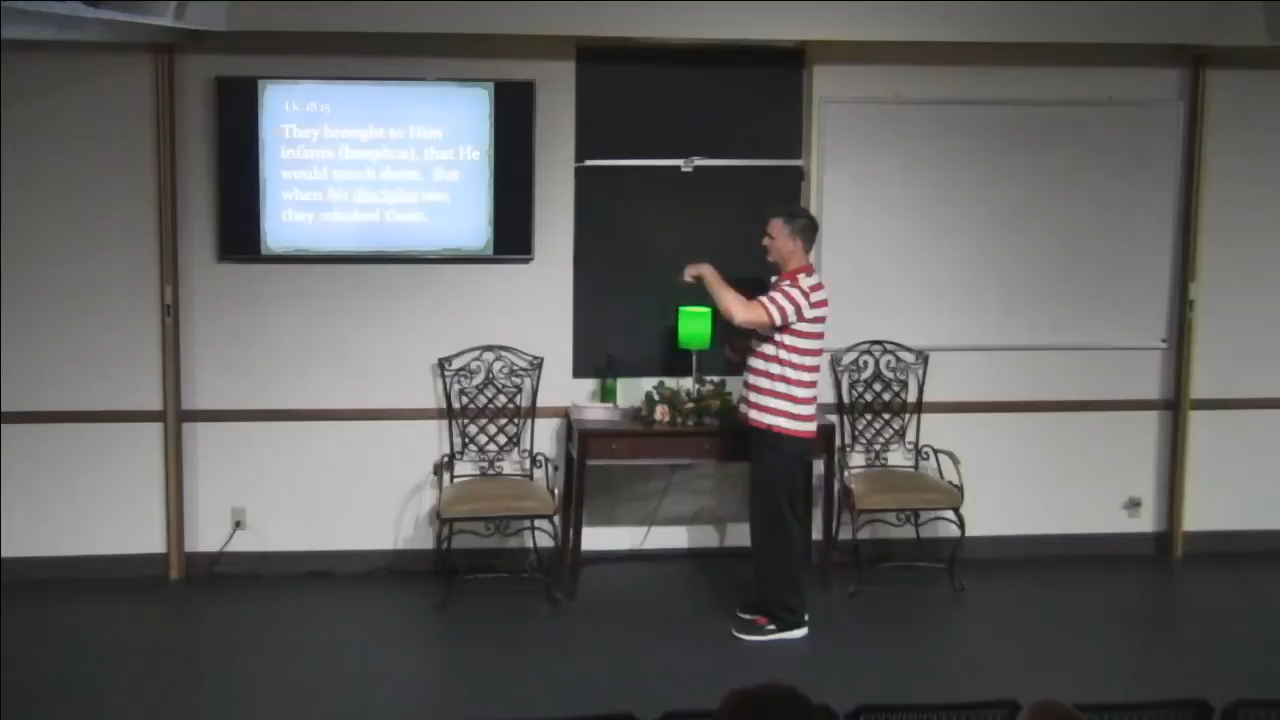 Lk. 18:15
They brought to Him
infants (brephos), that He
would touch them. But
when his disciples saw,
they rebuked them.